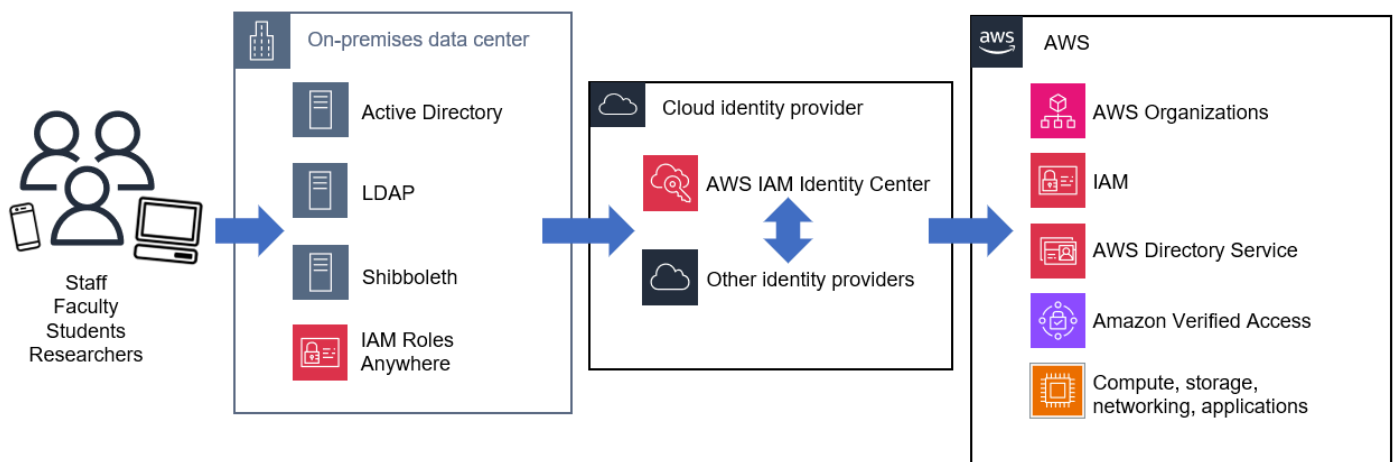 Staff
Faculty
Students
Researchers
On-premises data center
Active Directory
LDAP
Shibboleth
IAM Roles
Anywhere
Cloud identity provider
AWS IAM Identity Center
Other identity providers
aws
AWS
AWS Organizations
IAM
AWS Directory Service
Amazon Verified Access
Compute, storage,
networking, applications